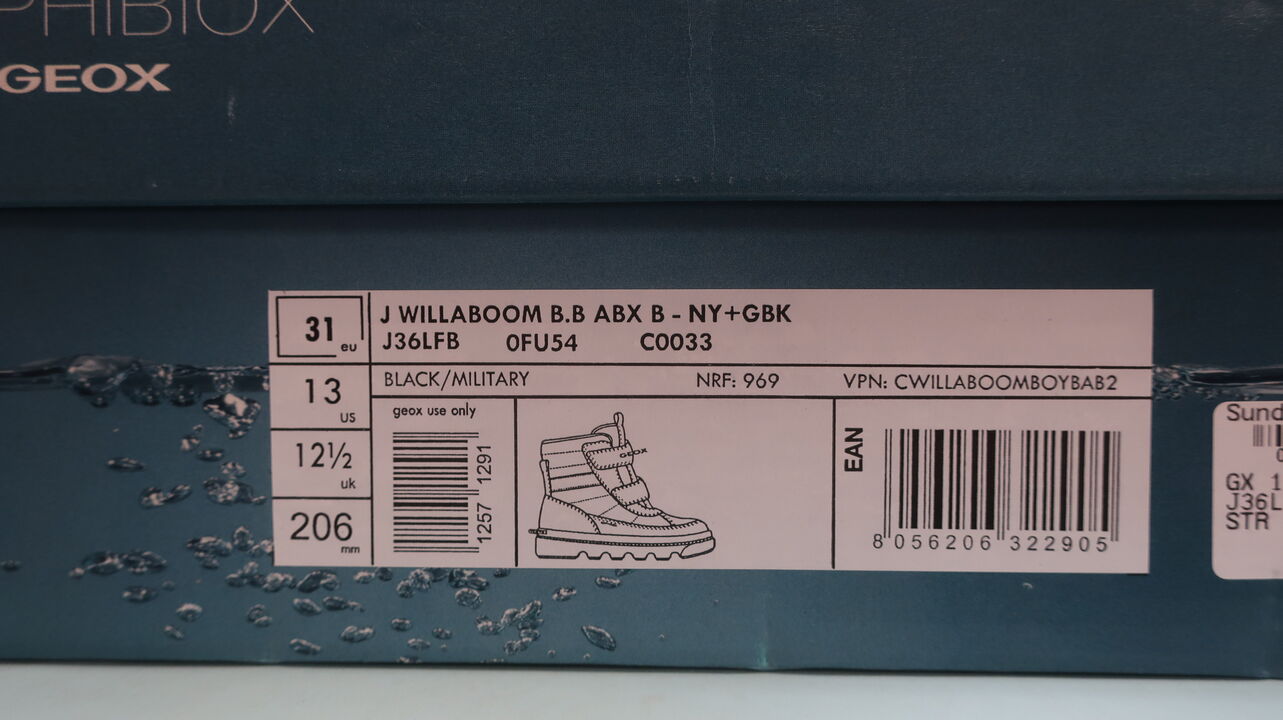 PHIBIOX
GEOX
31 eu
J WILLABOOM B.B ABX B - NY+GBK
J36LFB 0FU54 C0033
13 US
BLACK/MILITARY NRF: 969 VPN: CWILLABOOMBOYBAB2
12½ uk
206 mm
geox use only
1257 1291
GEOX
EAN
8 056206 322905
Sund
GX 1
J36L
STR